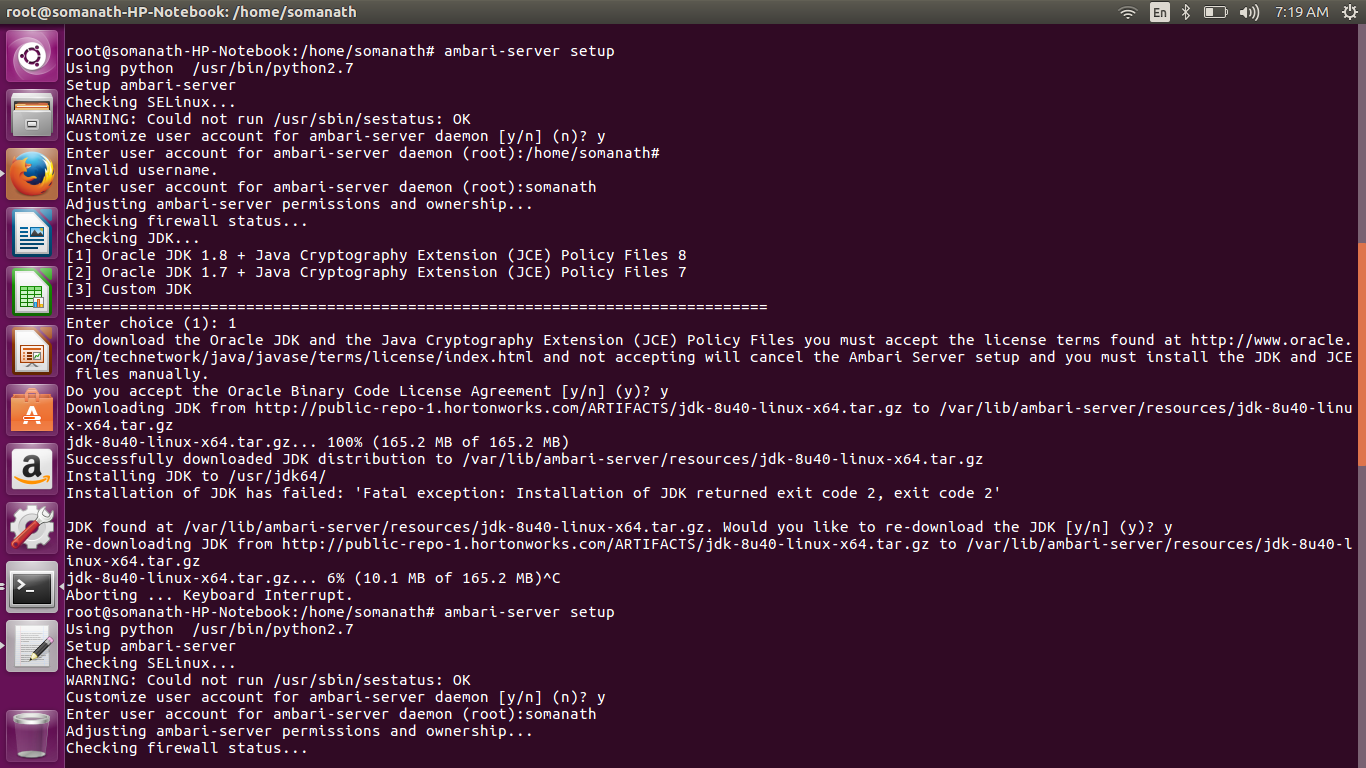 root@somanath-HP-Notebook: /home/somanath
En
7:19 AM
root@somanath-HP-Notebook:/home/somanath# ambari-server setup
Using python  /usr/bin/python2.7
Setup ambari-server
Checking SELinux...
WARNING: Could not run /usr/sbin/sestatus: OK
Customize user account for ambari-server daemon [y/n] (n)? y
Enter user account for ambari-server daemon (root):/home/somanath#
Invalid username.
Enter user account for ambari-server daemon (root):somanath
Adjusting ambari-server permissions and ownership...
Checking firewall status...
Checking JDK...
[1] Oracle JDK 1.8 + Java Cryptography Extension (JCE) Policy Files 8
[2] Oracle JDK 1.7 + Java Cryptography Extension (JCE) Policy Files 7
[3] Custom JDK
==============================================================================
Enter choice (1): 1
To download the Oracle JDK and the Java Cryptography Extension (JCE) Policy Files you must accept the license terms found at http://www.oracle.
com/technetwork/java/javase/terms/license/index.html and not accepting will cancel the Ambari Server setup and you must install the JDK and JCE
 files manually.
Do you accept the Oracle Binary Code License Agreement [y/n] (y)? y
Downloading JDK from http://public-repo-1.hortonworks.com/ARTIFACTS/jdk-8u40-linux-x64.tar.gz to /var/lib/ambari-server/resources/jdk-8u40-linu
x-x64.tar.gz
jdk-8u40-linux-x64.tar.gz... 100% (165.2 MB of 165.2 MB)
Successfully downloaded JDK distribution to /var/lib/ambari-server/resources/jdk-8u40-linux-x64.tar.gz
Installing JDK to /usr/jdk64/
Installation of JDK has failed: 'Fatal exception: Installation of JDK returned exit code 2, exit code 2'
JDK found at /var/lib/ambari-server/resources/jdk-8u40-linux-x64.tar.gz. Would you like to re-download the JDK [y/n] (y)? y
Re-downloading JDK from http://public-repo-1.hortonworks.com/ARTIFACTS/jdk-8u40-linux-x64.tar.gz to /var/lib/ambari-server/resources/jdk-8u40-l
inux-x64.tar.gz
jdk-8u40-linux-x64.tar.gz... 6% (10.1 MB of 165.2 MB)^C
Aborting ... Keyboard Interrupt.
root@somanath-HP-Notebook:/home/somanath# ambari-server setup
Using python  /usr/bin/python2.7
Setup ambari-server
Checking SELinux...
WARNING: Could not run /usr/sbin/sestatus: OK
Customize user account for ambari-server daemon [y/n] (n)? y
Enter user account for ambari-server daemon (root):somanath
Adjusting ambari-server permissions and ownership...
Checking firewall status...